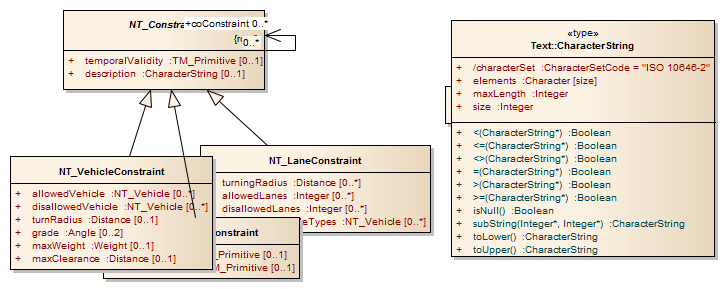 NT_Constra
+coConstraint 0..*
0..*
+ temporalValidity :TM_Primitive [0..1]
+ description :CharacterString [0..1]
NT_VehicleConstraint
+ allowedVehicle :NT_Vehicle [0..*]
+ disallowedVehicle :NT_Vehicle [0..*]
+ turnRadius :Distance [0..1]
+ grade :Angle [0..2]
+ maxWeight :Weight [0..1]
+ maxClearance :Distance [0..1]
NT_LaneConstraint
turningRadius :Distance [0..*]
allowedLanes :Integer [0..*]
disallowedLanes :Integer [0..*]
eTypes :NT_Vehicle [0..*]
onstraint
_Primitive [0..1]
M_Primitive [0..1]
«type»
Text::CharacterString
+ /characterSet :CharacterSetCode = "ISO 10646-2"
+ elements :Character [size]
+ maxLength :Integer
+ size :Integer
+ <(CharacterString*) :Boolean
+ <=(CharacterString*) :Boolean
+ <>(CharacterString*) :Boolean
+ =(CharacterString*) :Boolean
+ >(CharacterString*) :Boolean
+ >=(CharacterString*) :Boolean
+ isNull() :Boolean
+ subString(Integer*, Integer*) :CharacterString
+ toLower() :CharacterString
+ toUpper() :CharacterString